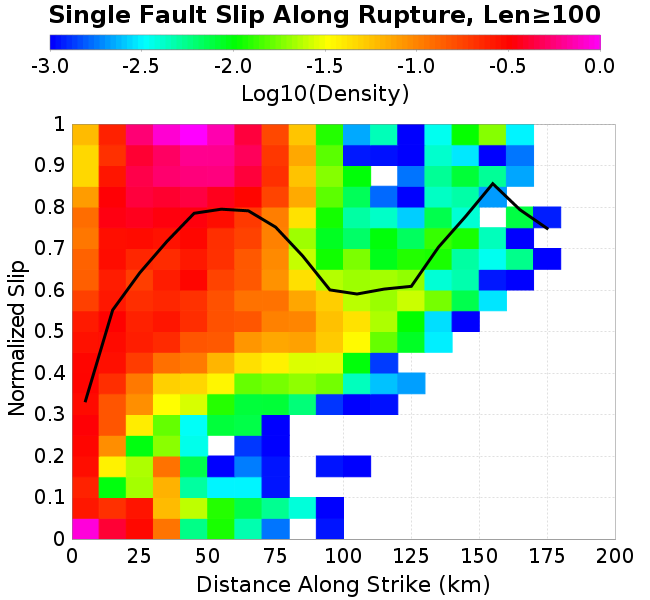 Single Fault Slip Along Rupture, Len≥100
-3.0 -2.5 -2.0 -1.5 -1.0 -0.5 0.0
Log10(Density)
1
0.9
0.8
0.7
0.6
0.5
0.4
0.3
0.2
0.1
0
Normalized Slip
0 25 50 75 100 125 150 175 200
Distance Along Strike (km)